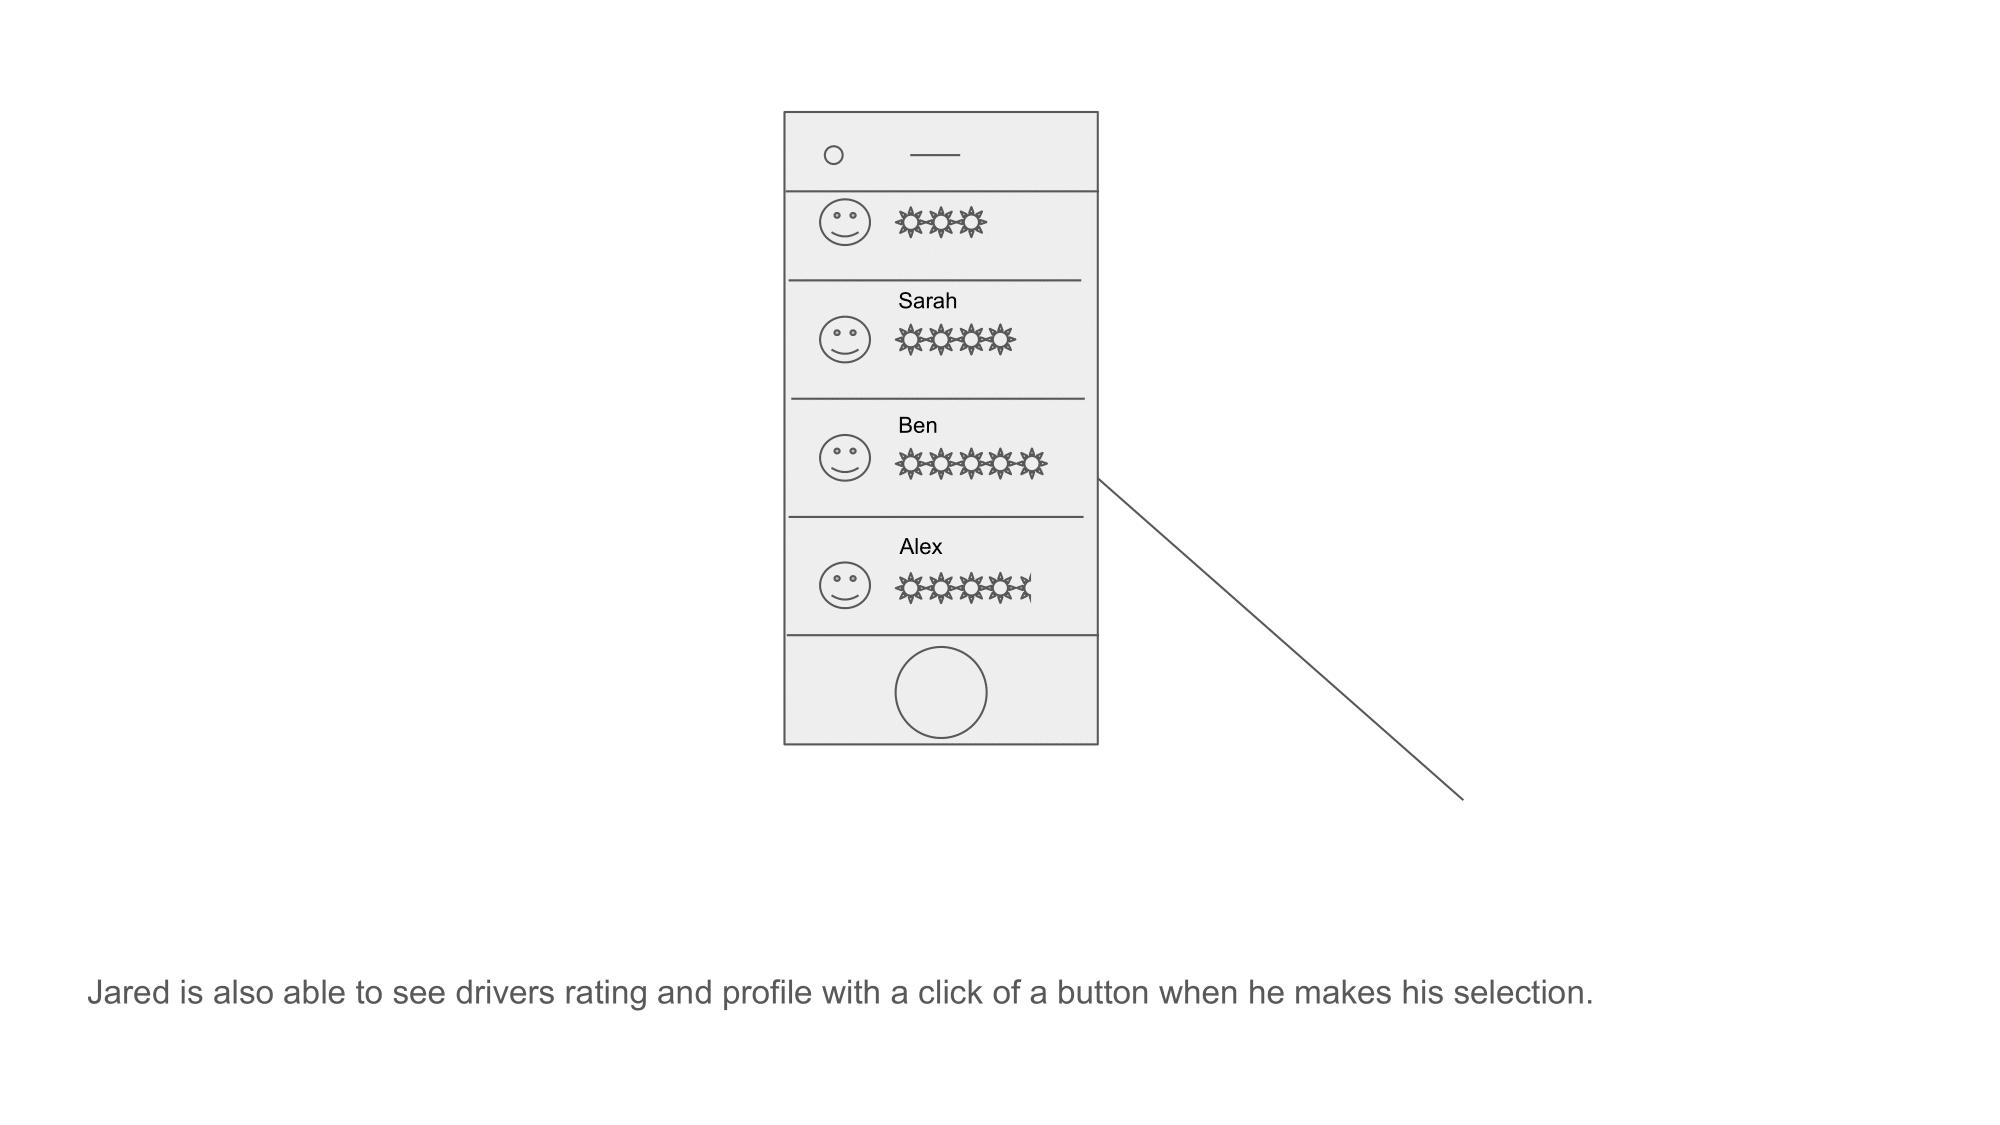 Sarah
Ben
Alex
Jared is also able to see drivers rating and profile with a click of a button when he makes his selection.